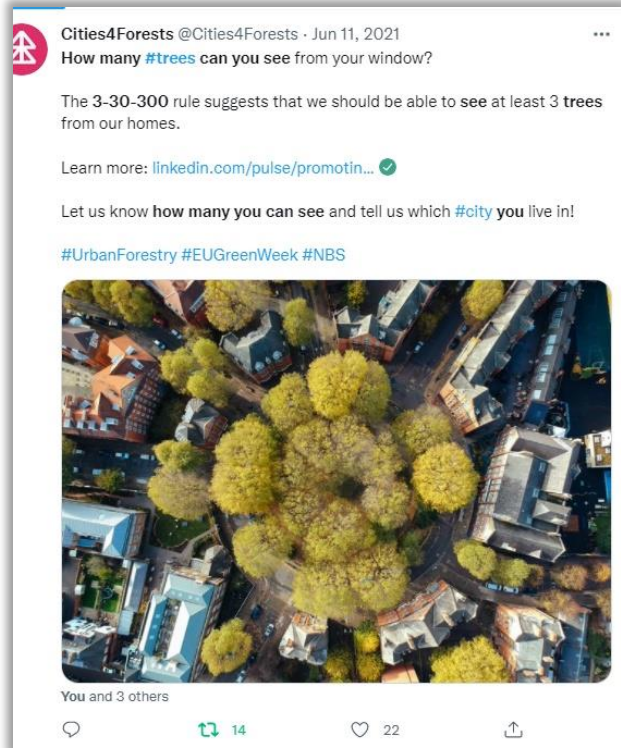 Cities4Forests @Cities4Forests · Jun 11, 2021
How many #trees can you see from your window?
The 3-30-300 rule suggests that we should be able to see at least 3 trees
from our homes.
Learn more: linkedin.com/pulse/promotin...
Let us know how many you can see and tell us which #city you live in!
#UrbanForestry #EUGreenWeek #NBS
You and 3 others
14 22